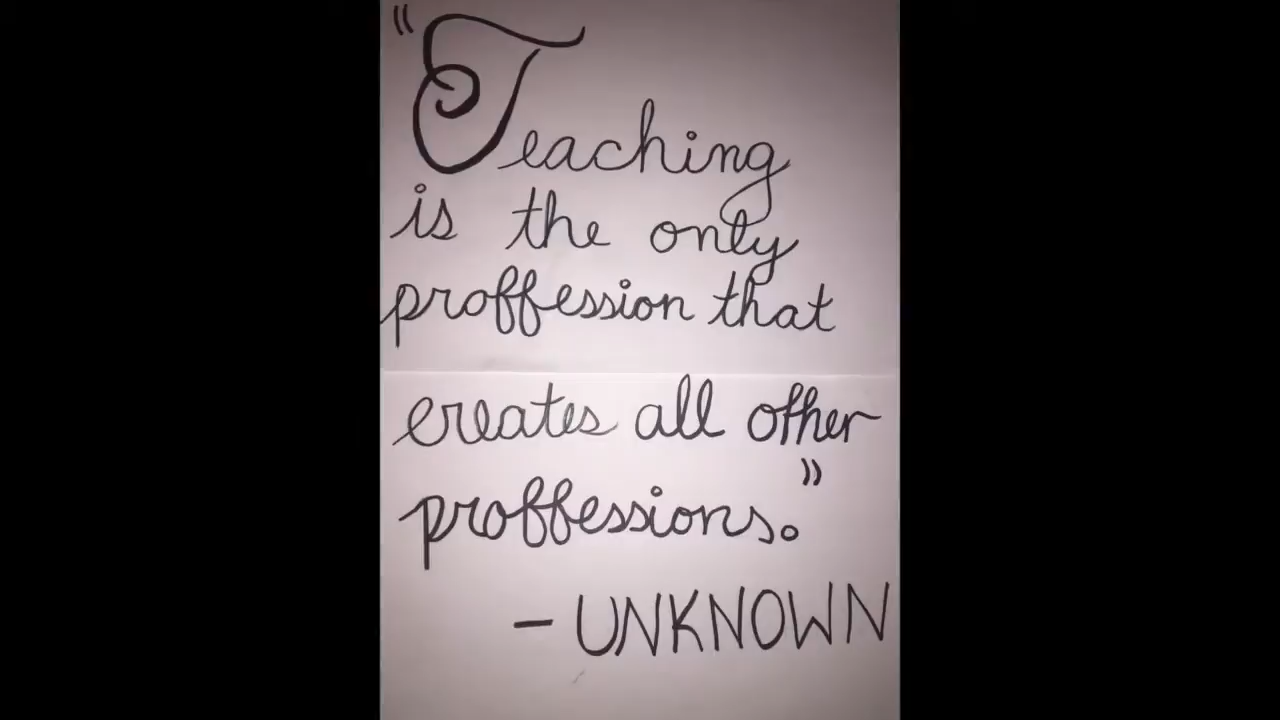 "Teaching
is the only
proffession that
creates all other
proffessions."
- UNKNOWN